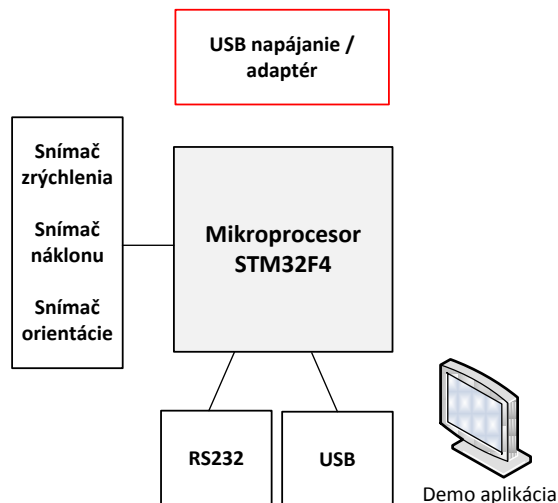 USB napájanie /
adaptér
Snímač
zrýchlenia
Snímač
náklonu
Snímač
orientácie
Mikroprocesor
STM32F4
RS232
USB
Demo aplikácia